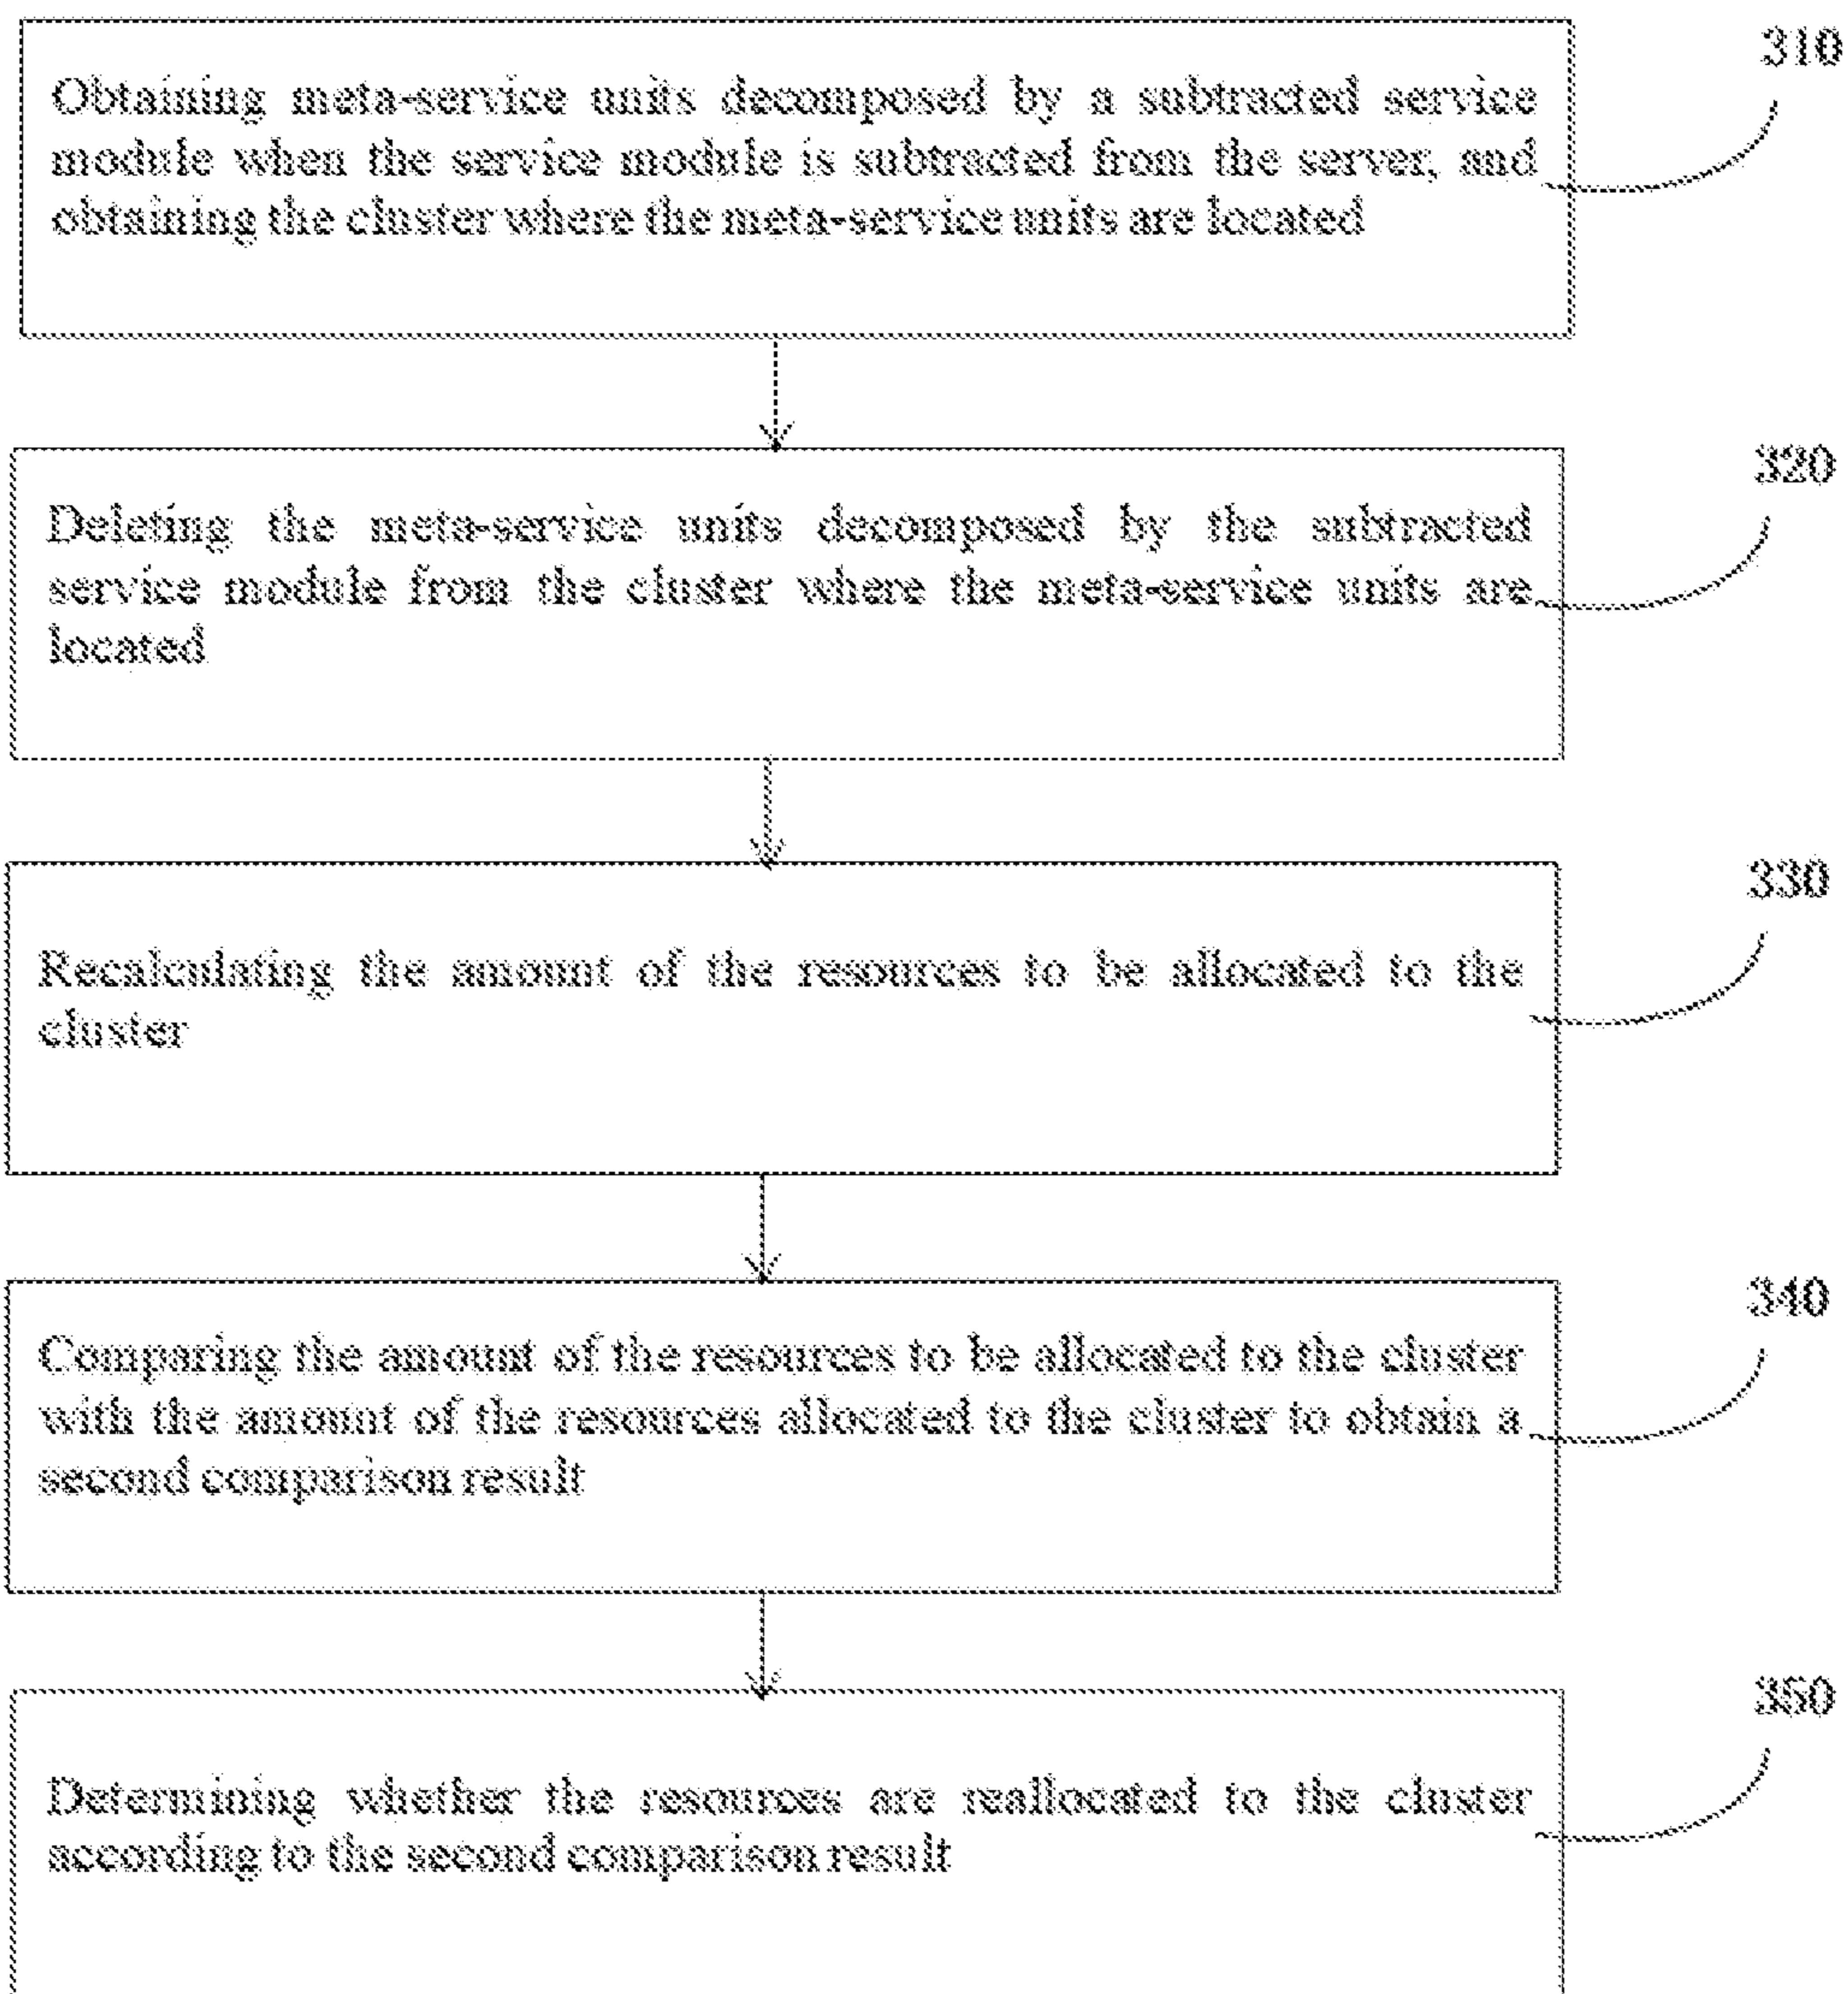 310
Obtaining meta-service units decomposed by a subtracted service
module when the service module is subtracted from the server, and
obtaining the cluster where the meta-service units are located
320
Deleting the meta-service units decomposed by the subtracted
service module from the cluster where the meta-service units are
located
330
Recalculating the amount of the resources to be allocated to the
cluster
340
Comparing the amount of the resources to be allocated to the cluster
with the amount of the resources allocated to the cluster to obtain a
second comparison result
350
Determining whether the resources are reallocated to the cluster
according to the second comparison result